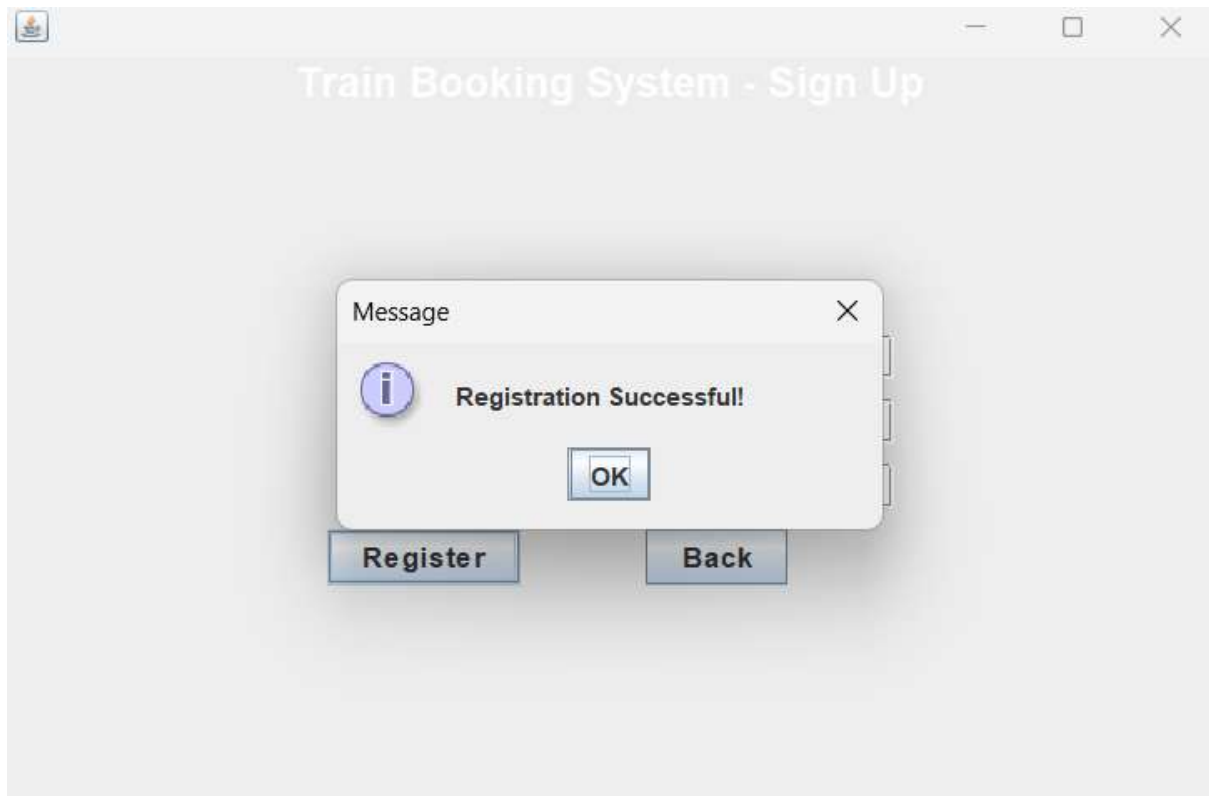 Train Booking System - Sign Up
Message
i
Registration Successful!
OK
Register
Back